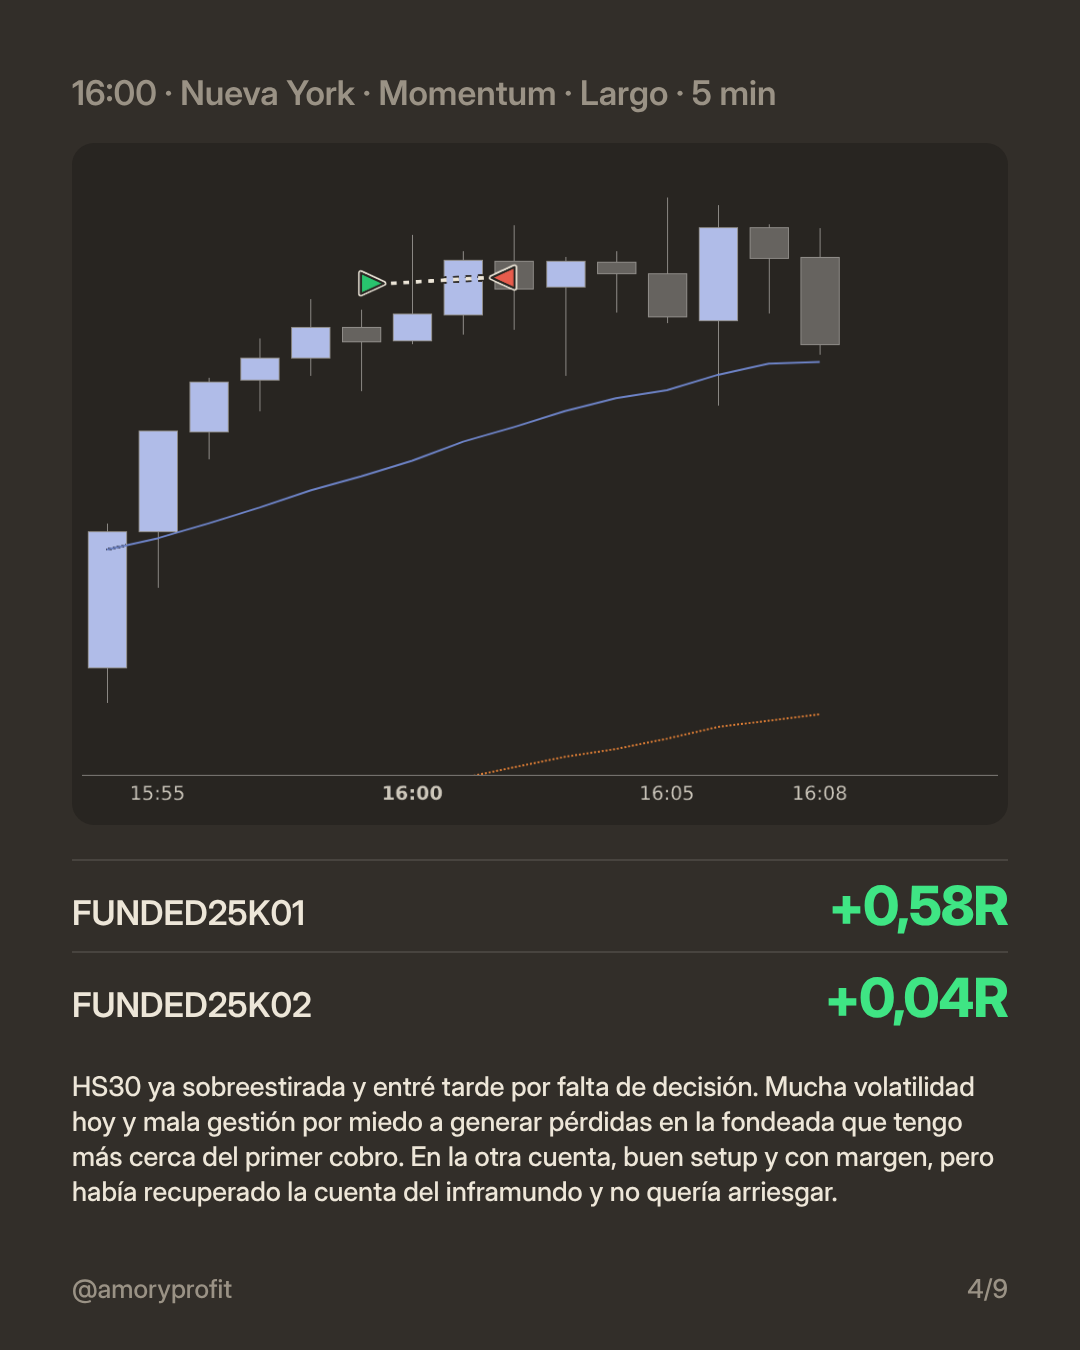 16:00 · Nueva York · Momentum · Largo · 5 min
15:55 16:00 16:05 16:08
FUNDED25K01 +0,58R
FUNDED25K02 +0,04R
HS30 ya sobreestirada y entré tarde por falta de decisión. Mucha volatilidad
hoy y mala gestión por miedo a generar pérdidas en la fondeada que tengo
más cerca del primer cobro. En la otra cuenta, buen setup y con margen, pero
había recuperado la cuenta del inframundo y no quería arriesgar.
@amoryprofit 4/9